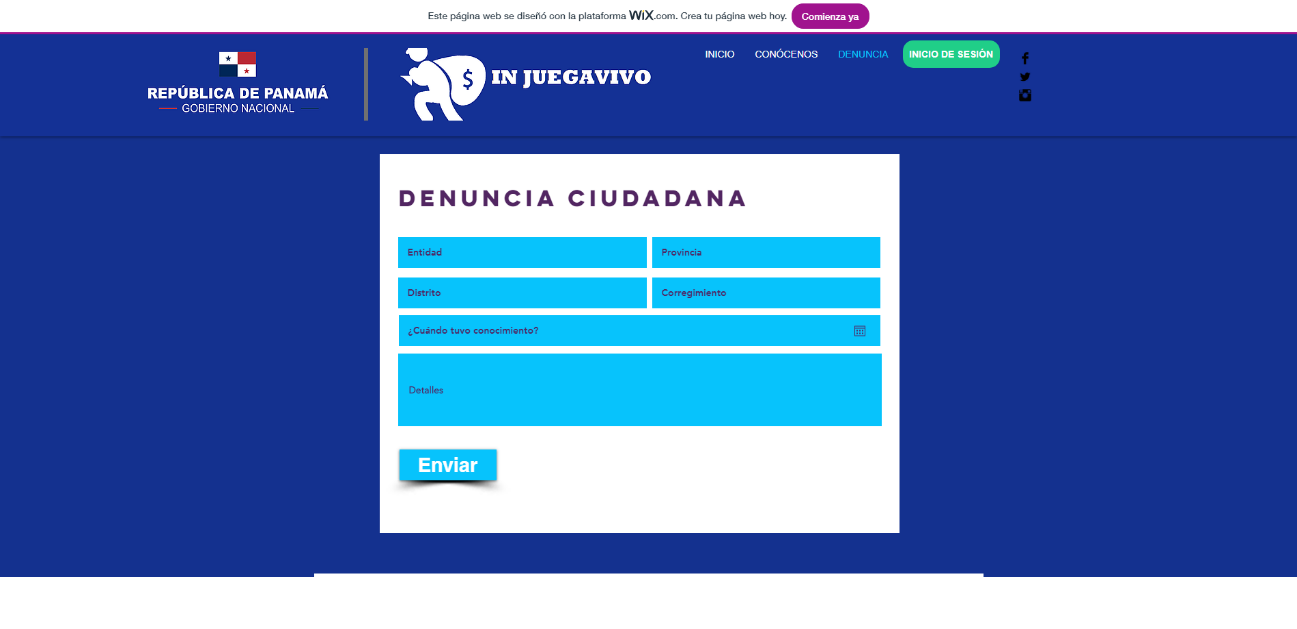 Este página web se diseñó con la plataforma WiX.com. Crea tu página web hoy. Comienza ya
REPÚBLICA DE PANAMÁ
GOBIERNO NACIONAL
$ IN JUEGAVIVO
INICIO CONÓCENOS DENUNCIA INICIO DE SESIÓN
DENUNCIA CIUDADANA
Entidad Provincia
Distrito Corregimiento
¿Cuándo tuvo conocimiento?
Detalles
Enviar